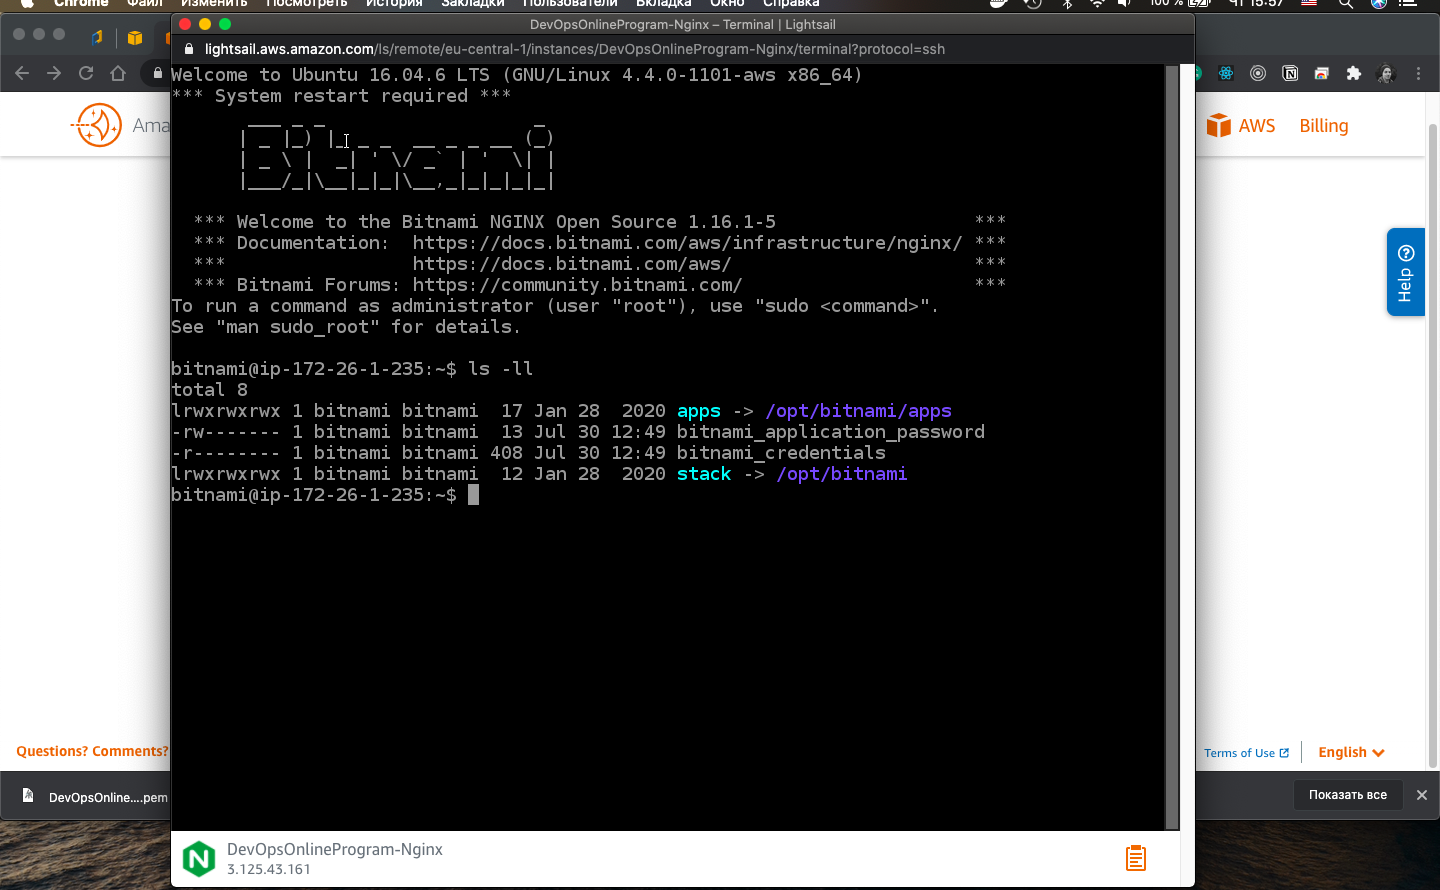 Chrome Файл Изменить Посмотреть История Закладки Пользователи Вкладка Окно Справка 100 % Чт 15:57
DevOpsOnlineProgram-Nginx – Terminal | Lightsail
lightsail.aws.amazon.com/ls/remote/eu-central-1/instances/DevOpsOnlineProgram-Nginx/terminal?protocol=ssh
Welcome to Ubuntu 16.04.6 LTS (GNU/Linux 4.4.0-1101-aws x86_64)
*** System restart required ***
Bitnami
*** Welcome to the Bitnami NGINX Open Source 1.16.1-5 ***
*** Documentation: https://docs.bitnami.com/aws/infrastructure/nginx/ ***
*** https://docs.bitnami.com/aws/ ***
*** Bitnami Forums: https://community.bitnami.com/ ***
To run a command as administrator (user "root"), use "sudo <command>".
See "man sudo_root" for details.
bitnami@ip-172-26-1-235:~$ ls -ll
total 8
lrwxrwxrwx 1 bitnami bitnami 17 Jan 28 2020 apps -> /opt/bitnami/apps
-rw------- 1 bitnami bitnami 13 Jul 30 12:49 bitnami_application_password
-r-------- 1 bitnami bitnami 408 Jul 30 12:49 bitnami_credentials
lrwxrwxrwx 1 bitnami bitnami 12 Jan 28 2020 stack -> /opt/bitnami
bitnami@ip-172-26-1-235:~$
Ama
AWS Billing
Help
Questions? Comments?
Terms of Use
English
DevOpsOnline....pem
Показать все
DevOpsOnlineProgram-Nginx
3.125.43.161